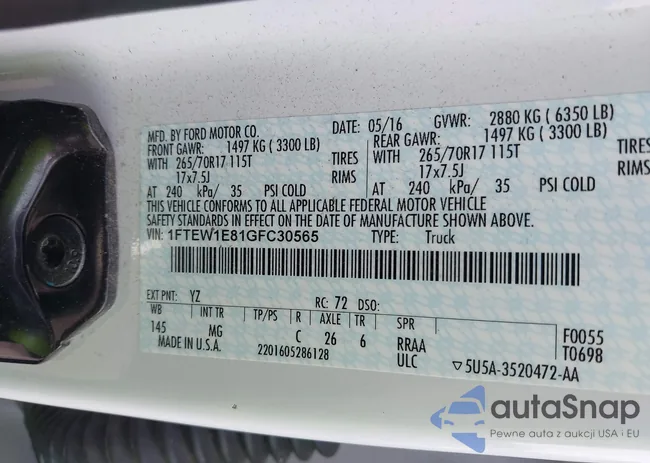 MFD. BY FORD MOTOR CO. DATE: 05/16 GVWR: 2880 KG ( 6350 LB)
FRONT GAWR: 1497 KG ( 3300 LB) REAR GAWR: 1497 KG ( 3300 LB)
WITH 265/70R17 115T TIRES WITH 265/70R17 115T TIRES
17x7.5J RIMS 17x7.5J RIMS
AT 240 kPa/ 35 PSI COLD AT 240 kPa/ 35 PSI COLD
THIS VEHICLE CONFORMS TO ALL APPLICABLE FEDERAL MOTOR VEHICLE
SAFETY STANDARDS IN EFFECT ON THE DATE OF MANUFACTURE SHOWN ABOVE.
VIN: 1FTEW1E81GFC30565 TYPE: Truck
EXT PNT: YZ RC: 72 DSO:
WB INT TR TP/PS R AXLE TR SPR F0055
145 MG C 26 6 RRAA T0698
MADE IN U.S.A. 2201605286128 ULC ▽5U5A-3520472-AA
autaSnap
Pewne auta z aukcji USA i EU